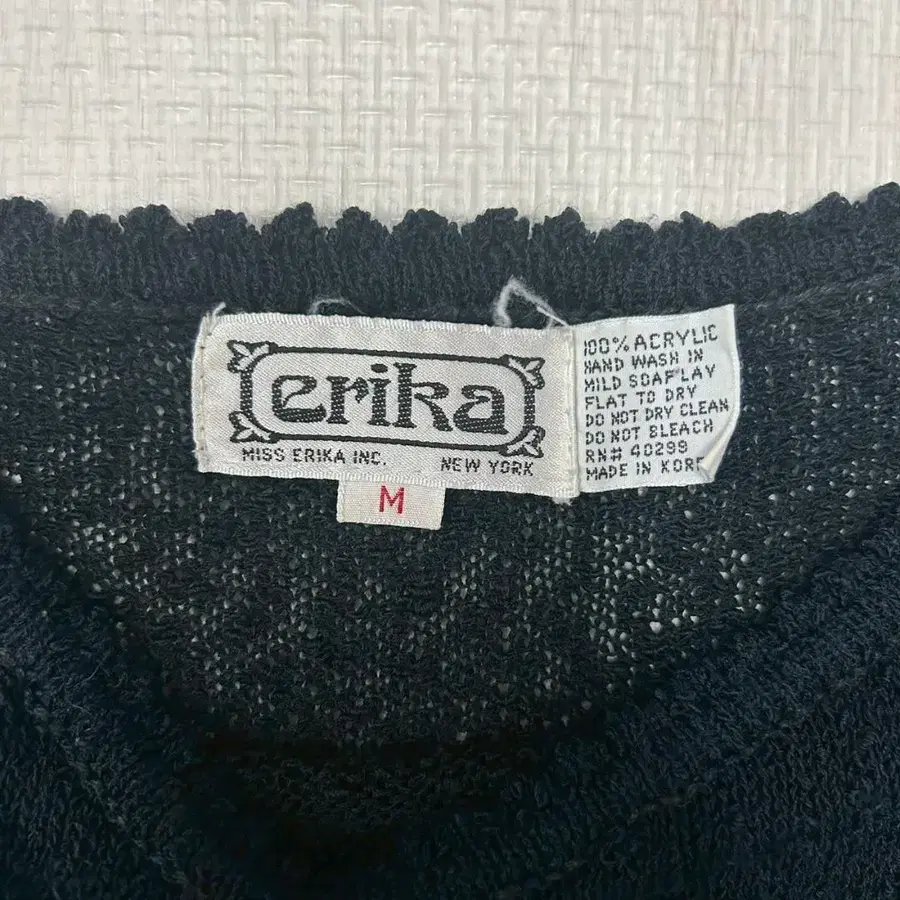 erika
MISS ERIKA INC. NEW YORK
M
100% ACRYLIC
HAND WASH IN
MILD SOAP LAY
FLAT TO DRY
DO NOT DRY CLEAN
DO NOT BLEACH
RN# 40299
MADE IN KOR